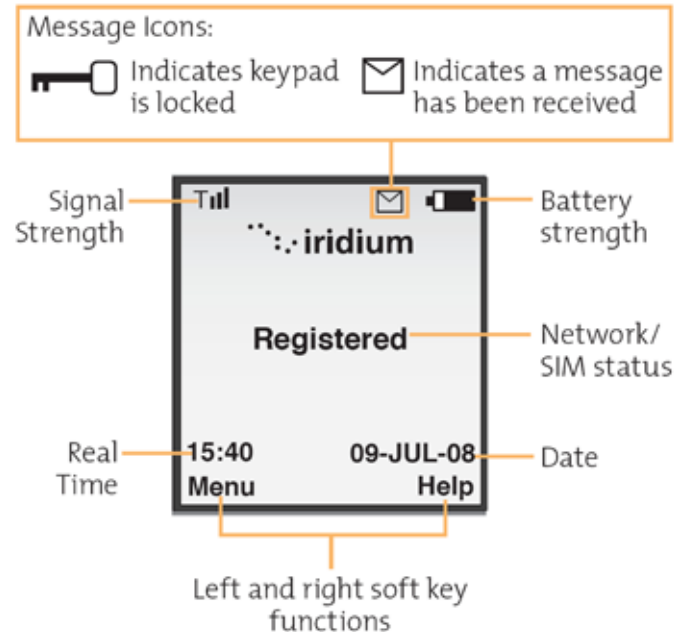 Message Icons:
Indicates keypad
is locked
Indicates a message
has been received
Signal
Strength
T
Battery
strength
iridium
Registered
Network/
SIM status
Real
Time
15:40
09-JUL-08
Date
Menu
Help
Left and right soft key
functions